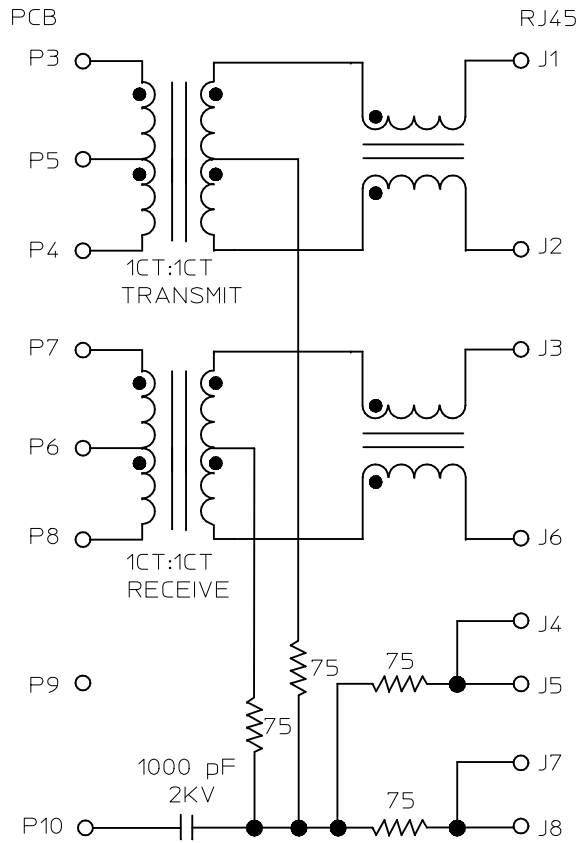 PCB
RJ45
P3
J1
P5
P4
J2
1CT:1CT
TRANSMIT
P7
J3
P6
P8
J6
1CT:1CT
RECEIVE
J4
75
75
P9
J5
75
1000 pF
2KV
J7
75
P10
J8